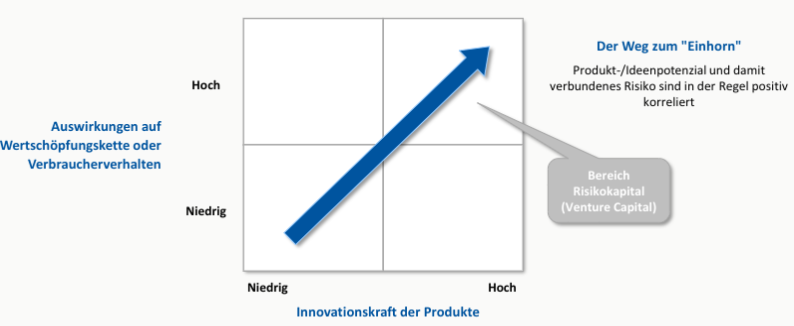 Der Weg zum "Einhorn"
Produkt-/Ideenpotenzial und damit
verbundenes Risiko sind in der Regel positiv
korreliert
Hoch
Auswirkungen auf
Wertschöpfungskette oder
Verbraucherverhalten
Bereich
Risikokapital
(Venture Capital)
Niedrig
Niedrig
Hoch
Innovationskraft der Produkte